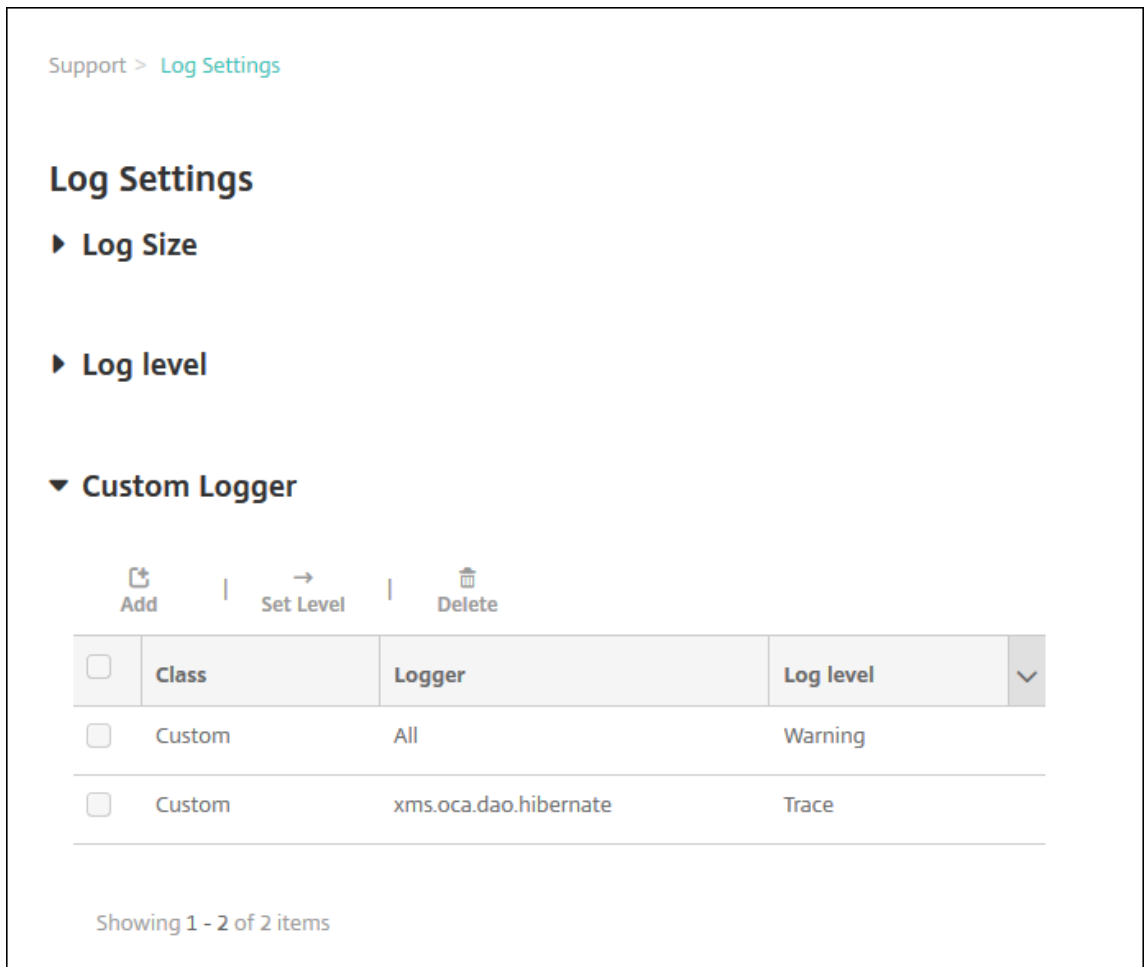 Support > Log Settings
Log Settings
Log Size
Log level
Custom Logger
Add | Set Level | Delete
Class Logger Log level
Custom All Warning
Custom xms.oca.dao.hibernate Trace
Showing 1 - 2 of 2 items